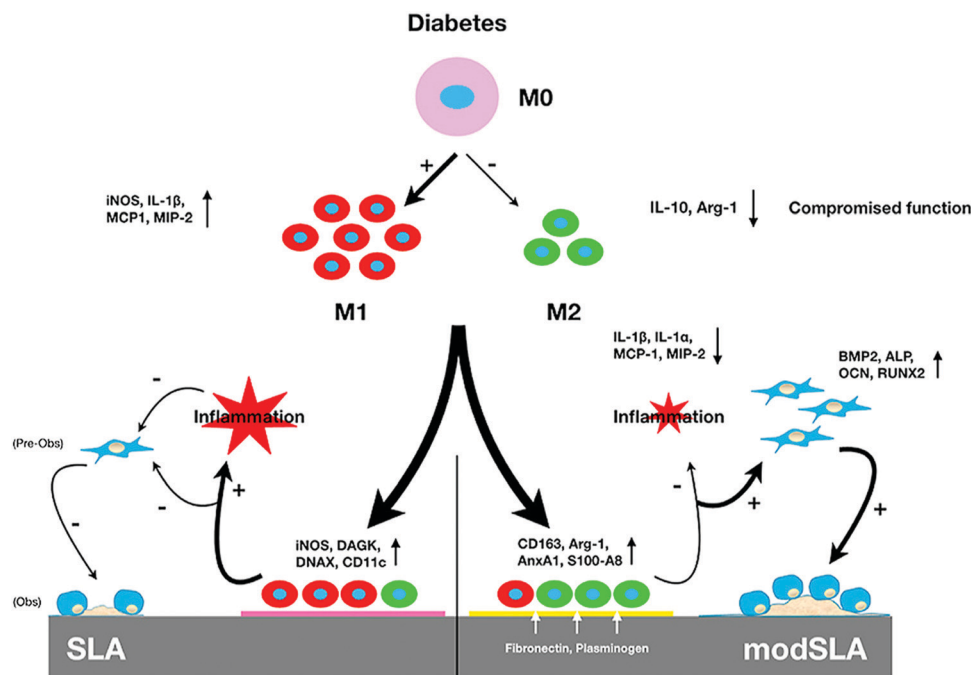 Diabetes
M0
+
-
iNOS, IL-1β,
MCP1, MIP-2
IL-10, Arg-1
Compromised function
M1
M2
IL-1β, IL-1α,
MCP-1, MIP-2
BMP2, ALP,
OCN, RUNX2
-
Inflammation
Inflammation
(Pre-Obs)
-
+
-
+
-
+
iNOS, DAGK,
DNAX, CD11c
CD163, Arg-1,
AnxA1, S100-A8
(Obs)
SLA
Fibronectin, Plasminogen
modSLA